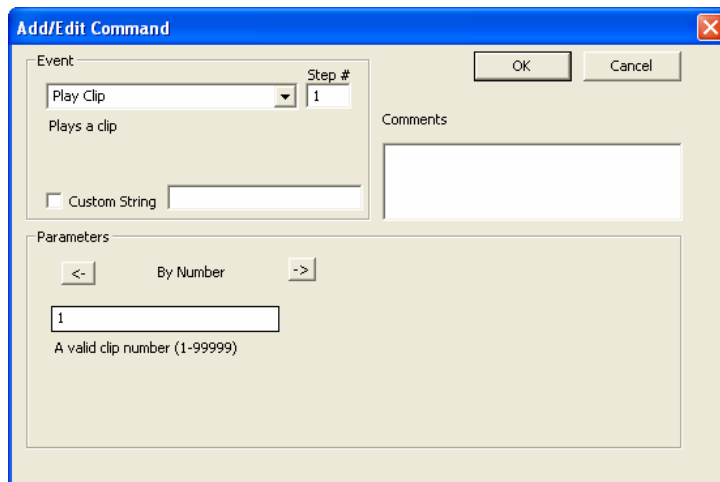 Add/Edit Command
Event
Step #
Play Clip
1
Plays a clip
Custom String
OK
Cancel
Comments
Parameters
<-
By Number
->
1
A valid clip number (1-99999)